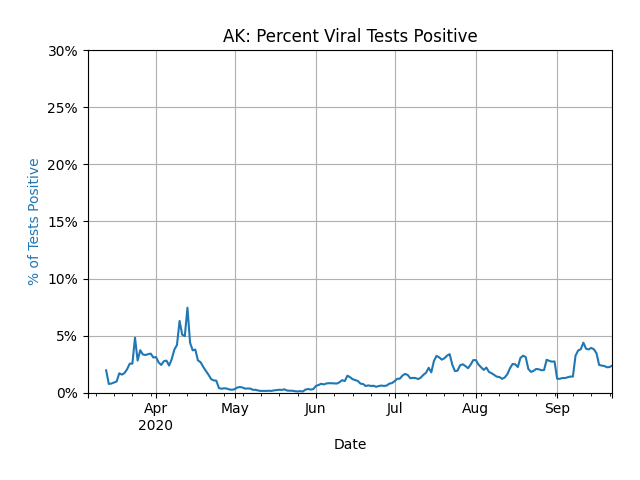 AK: Percent Viral Tests Positive
30%
25%
20%
15%
10%
5%
0%
% of Tests Positive
Apr
2020
May
Jun
Jul
Aug
Sep
Date